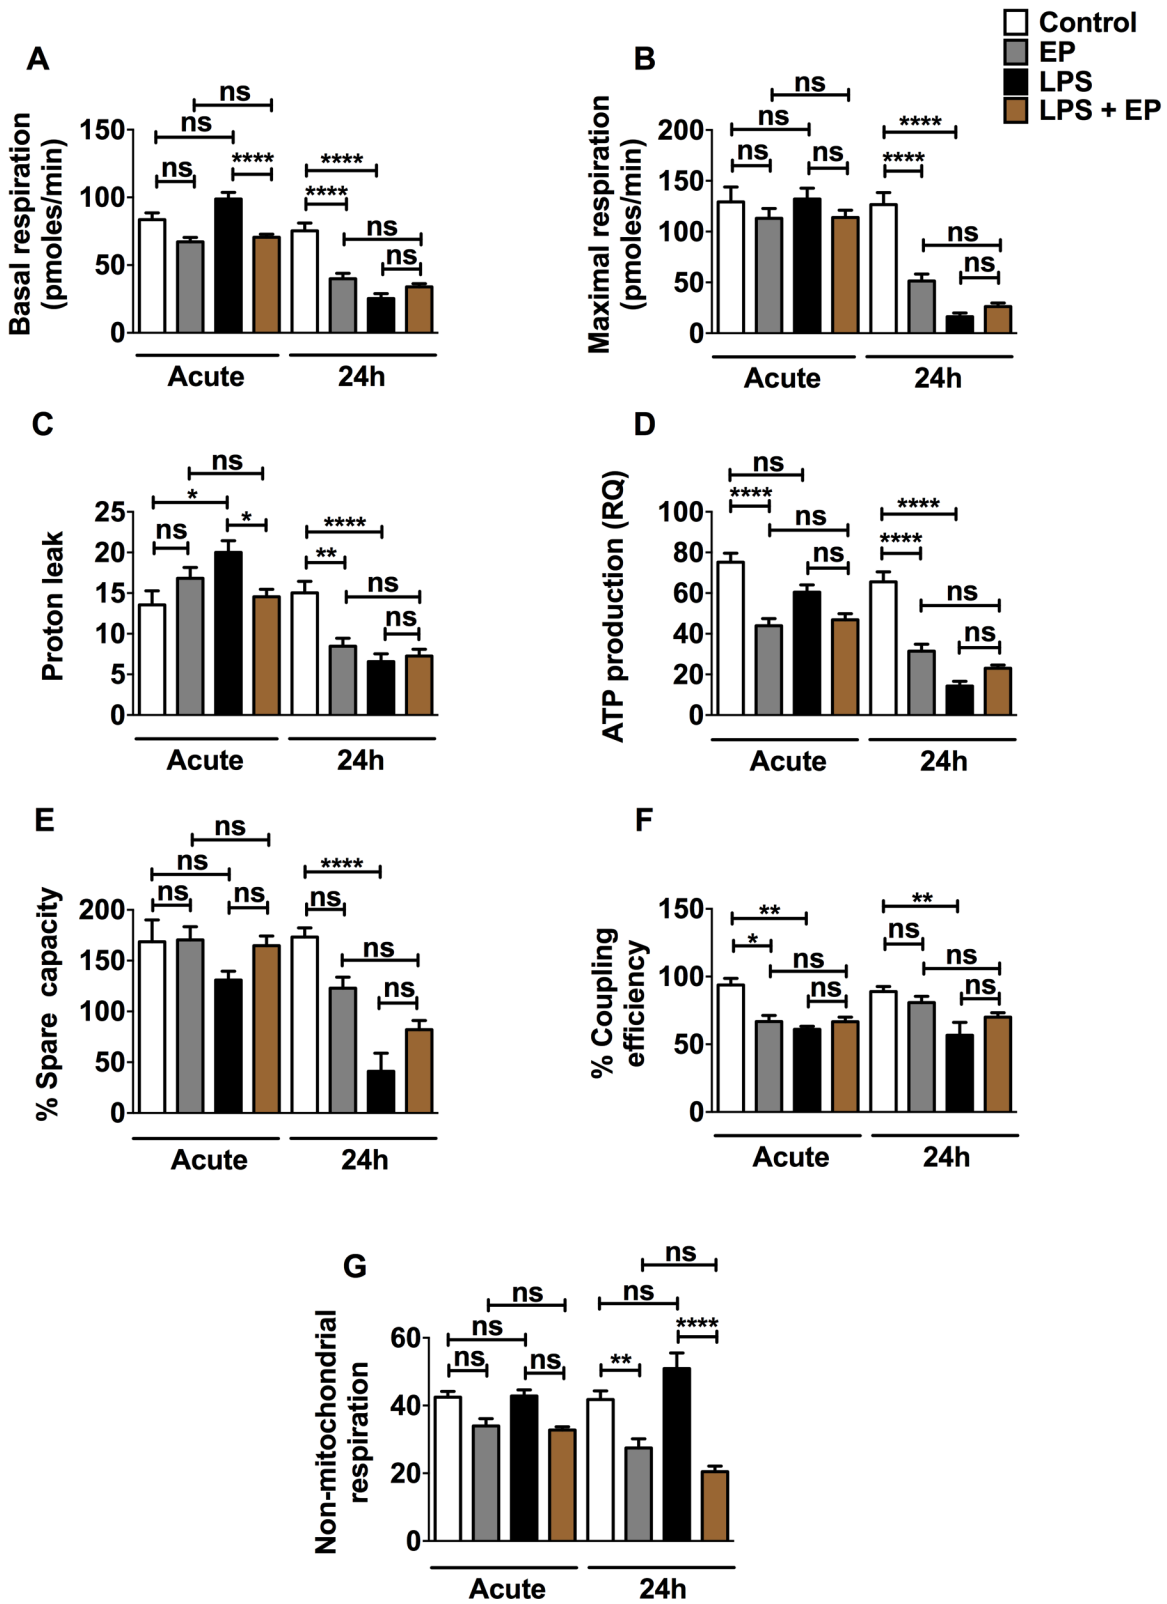 Control
EP
LPS
LPS + EP
A
Basal respiration
(pmoles/min)
150
100
50
0
ns
ns
ns
****
****
****
ns
ns
Acute
24h
B
Maximal respiration
(pmoles/min)
200
150
100
50
0
ns
ns
ns
ns
****
****
ns
ns
Acute
24h
C
Proton leak
25
20
15
10
5
0
ns
*
ns
*
****
**
ns
ns
Acute
24h
D
ATP production (RQ)
100
80
60
40
20
0
ns
****
ns
ns
****
****
ns
ns
Acute
24h
E
% Spare capacity
200
150
100
50
0
ns
ns
ns
ns
****
ns
ns
ns
Acute
24h
F
% Coupling
efficiency
150
100
50
0
**
*
ns
ns
**
ns
ns
ns
Acute
24h
G
Non-mitochondrial
respiration
60
40
20
0
ns
ns
ns
ns
ns
ns
**
****
Acute
24h